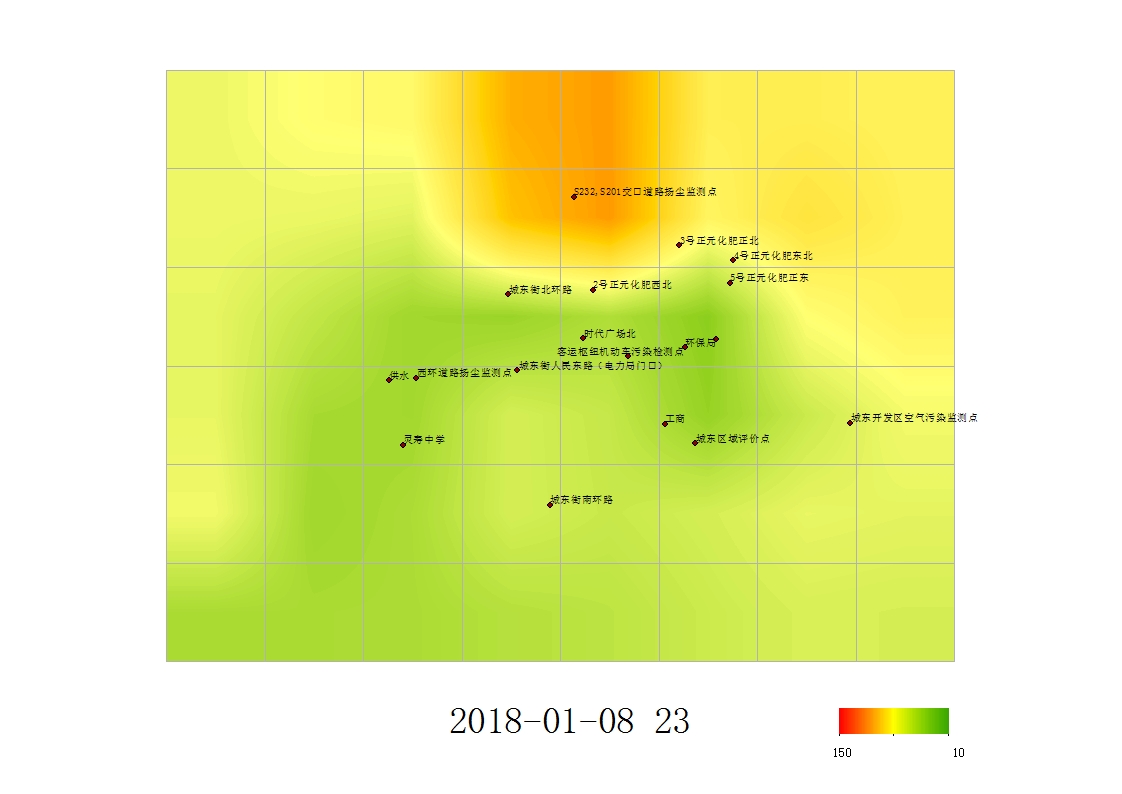 S232,S201交口道路扬尘监测点
3号正元化肥正北
4号正元化肥东北
5号正元化肥正东
2号正元化肥西北
城东街北环路
时代广场北
环保局
客运枢纽机动车污染检测点
城东街人民东路（电力局门口）
供水
西环道路扬尘监测点
工商
城东开发区空气污染监测点
灵寿中学
城东区域评价点
城东街南环路
2018-01-08 23
150
10